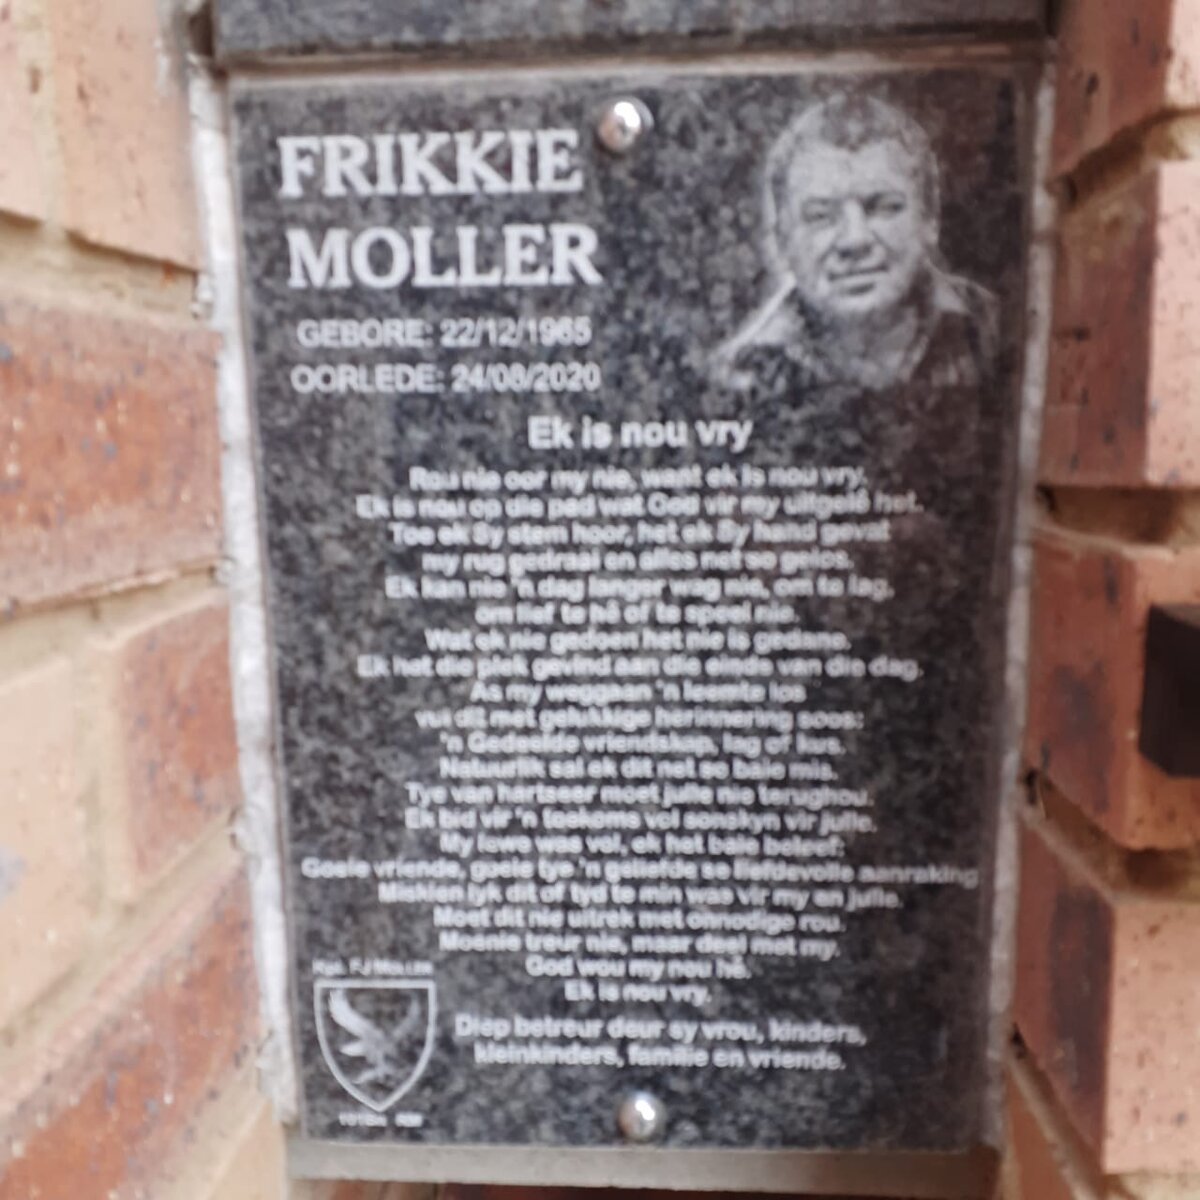 FRIKKIE
MOLLER
GEBORE: 22/12/1965
OORLEDE: 24/08/2020
Ek is nou vry
Rou nie oor my nie, want ek is nou vry.
Ek is nou op die pad wat God vir my uitgelê het.
Toe ek Sy stem hoor, het ek Sy hand gevat
my rug gedraai en alles net so gelos.
Ek kan nie 'n dag langer wag nie, om te lag,
om lief te hê of te speel nie.
Wat ek nie gedoen het nie is gedane.
Ek het die plek gevind aan die einde van die dag.
As my weggaan 'n leemte los
vul dit met gelukkige herinnering soos:
'n Gedeelde vriendskap, lag of kus.
Natuurlik sal ek dit net so baie mis.
Tye van hartseer moet julle nie terughou.
Ek bid vir 'n toekoms vol sonskyn vir julle.
My lewe was vol, ek het baie beleef:
Goeie vriende, goeie tye 'n geliefde se liefdevolle aanraking
Miskien lyk dit of tyd te min was vir my en julle.
Moet dit nie uitrek met onnodige rou.
Moenie treur nie, maar deel met my.
God wou my nou hê.
Ek is nou vry.
FJ Moller
Diep betreur deur sy vrou, kinders,
kleinkinders, familie en vriende.